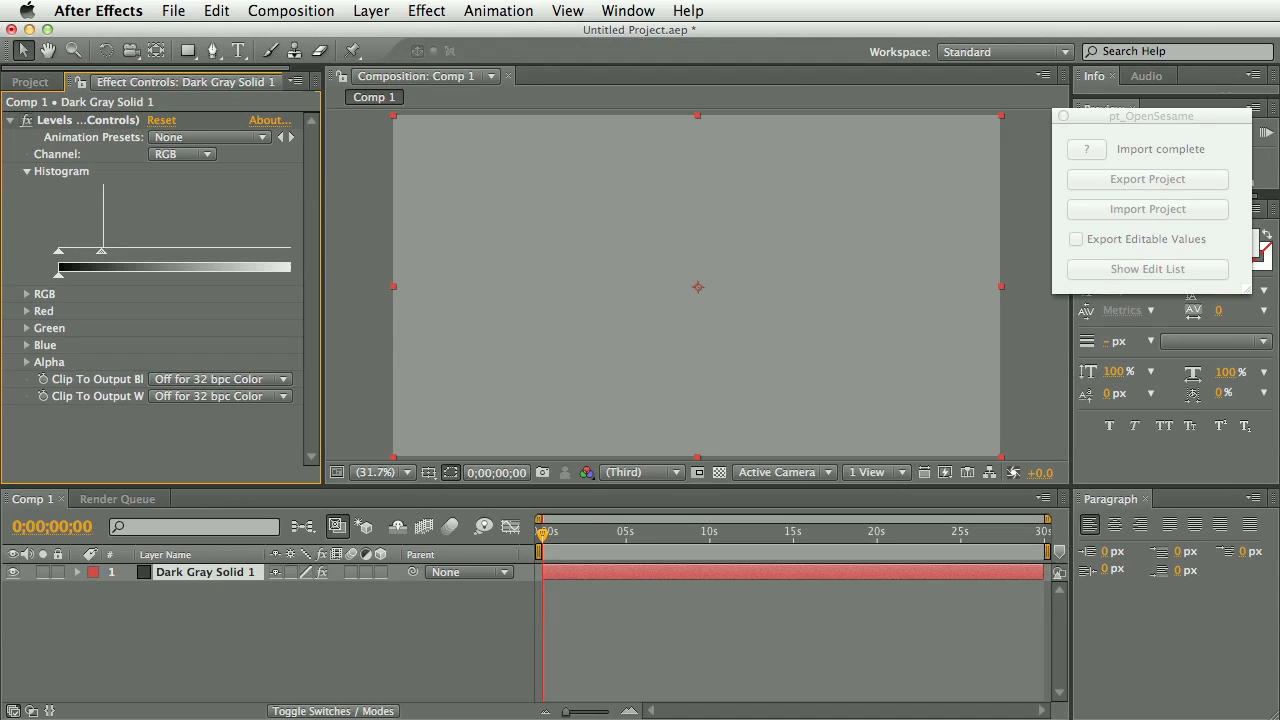 After Effects File Edit Composition Layer Effect Animation View Window Help
Untitled Project.aep *
Workspace: Standard Search Help
Project Effect Controls: Dark Gray Solid 1 Composition: Comp 1 Info Audio
Comp 1 • Dark Gray Solid 1 Comp 1
Levels ...Controls) Reset About...
Animation Presets: None
Channel: RGB
Histogram
RGB
Red
Green
Blue
Alpha
Clip To Output Bl Off for 32 bpc Color
Clip To Output W Off for 32 bpc Color
pt_OpenSesame
? Import complete
Export Project
Import Project
Export Editable Values
Show Edit List
Metrics AV 0
- px
100 % 100 %
0 px 0 %
T T TT Tr T¹ T₁
(31.7%) 0;00;00;00 (Third) Active Camera 1 View +0.0
Comp 1 Render Queue Paragraph
0;00;00;00 00s 05s 10s 15s 20s 25s 30s
# Layer Name Parent
1 Dark Gray Solid 1 None
0 px 0 px 0 px
0 px 0 px
Toggle Switches / Modes